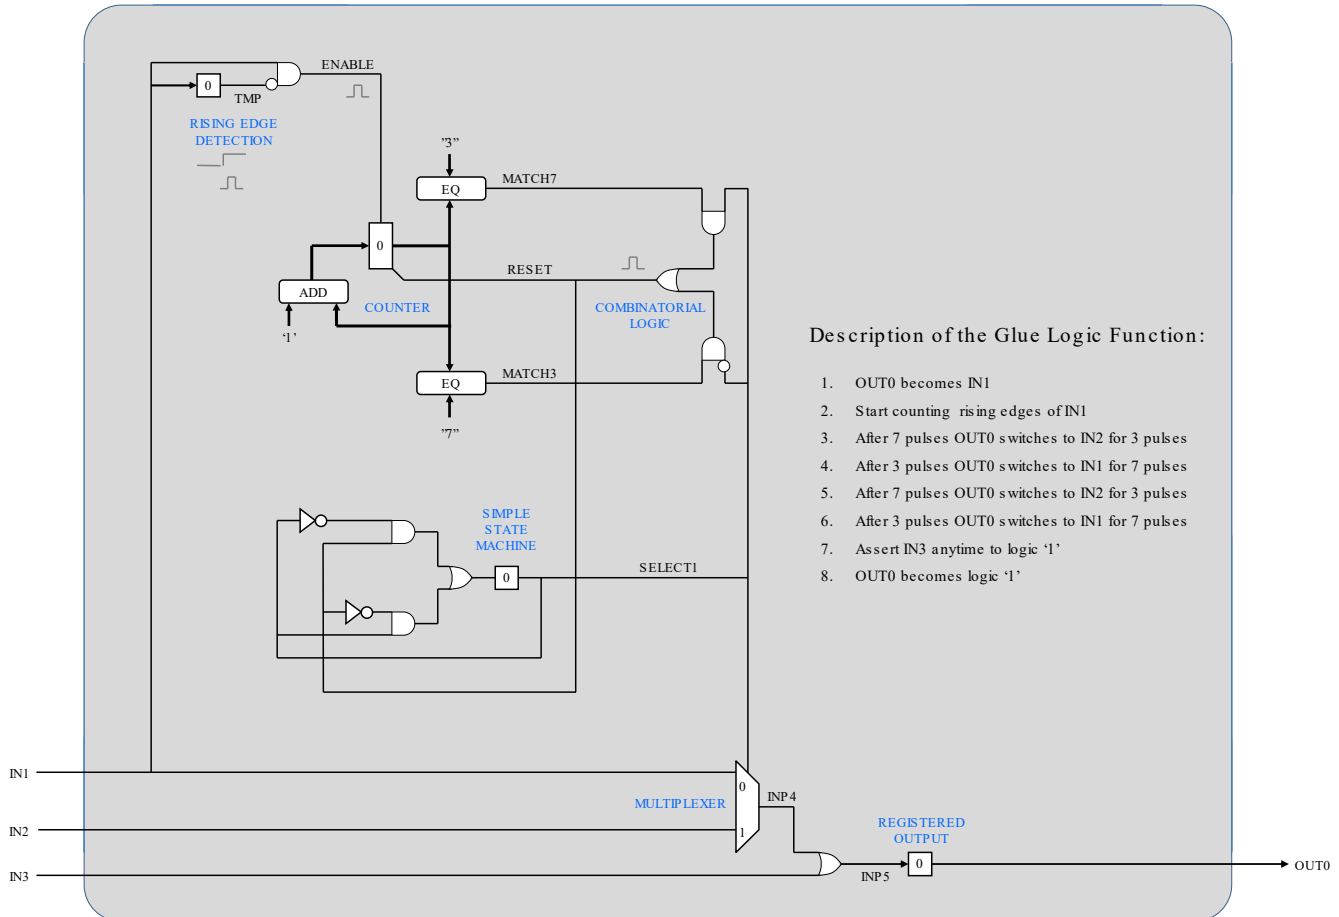 ENABLE
0
TMP
RISING EDGE
DETECTION
”3”
EQ
MATCH7
0
RESET
ADD
COUNTER
COMBINATORIAL
LOGIC
‘1’
EQ
MATCH3
”7”
Description of the Glue Logic Function:
1. OUT0 becomes IN1
2. Start counting rising edges of IN1
3. After 7 pulses OUT0 switches to IN2 for 3 pulses
4. After 3 pulses OUT0 switches to IN1 for 7 pulses
5. After 7 pulses OUT0 switches to IN2 for 3 pulses
6. After 3 pulses OUT0 switches to IN1 for 7 pulses
7. Assert IN3 anytime to logic ‘1’
8. OUT0 becomes logic ‘1’
SIMPLE
STATE
MACHINE
0
SELECT1
IN1
0
INP4
MULTIPLEXER
IN2
1
REGISTERED
OUTPUT
0
OUT0
IN3
INP5